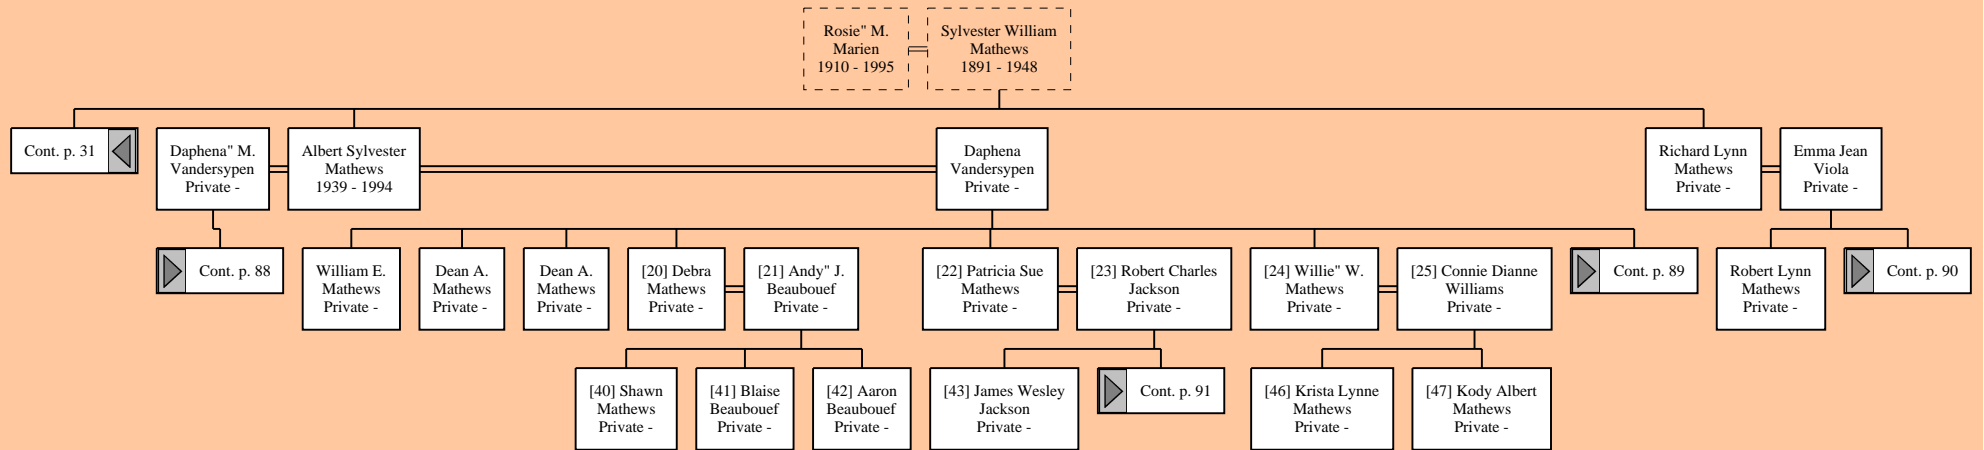 Rosie" M.
Marien
1910 - 1995
Sylvester William
Mathews
1891 - 1948
Cont. p. 31
Daphena" M.
Vandersypen
Private -
Albert Sylvester
Mathews
1939 - 1994
Daphena
Vandersypen
Private -
Richard Lynn
Mathews
Private -
Emma Jean
Viola
Private -
Cont. p. 88
William E.
Mathews
Private -
Dean A.
Mathews
Private -
Dean A.
Mathews
Private -
[20] Debra
Mathews
Private -
[21] Andy" J.
Beaubouef
Private -
[22] Patricia Sue
Mathews
Private -
[23] Robert Charles
Jackson
Private -
[24] Willie" W.
Mathews
Private -
[25] Connie Dianne
Williams
Private -
Cont. p. 89
Robert Lynn
Mathews
Private -
Cont. p. 90
[40] Shawn
Mathews
Private -
[41] Blaise
Beaubouef
Private -
[42] Aaron
Beaubouef
Private -
[43] James Wesley
Jackson
Private -
Cont. p. 91
[46] Krista Lynne
Mathews
Private -
[47] Kody Albert
Mathews
Private -